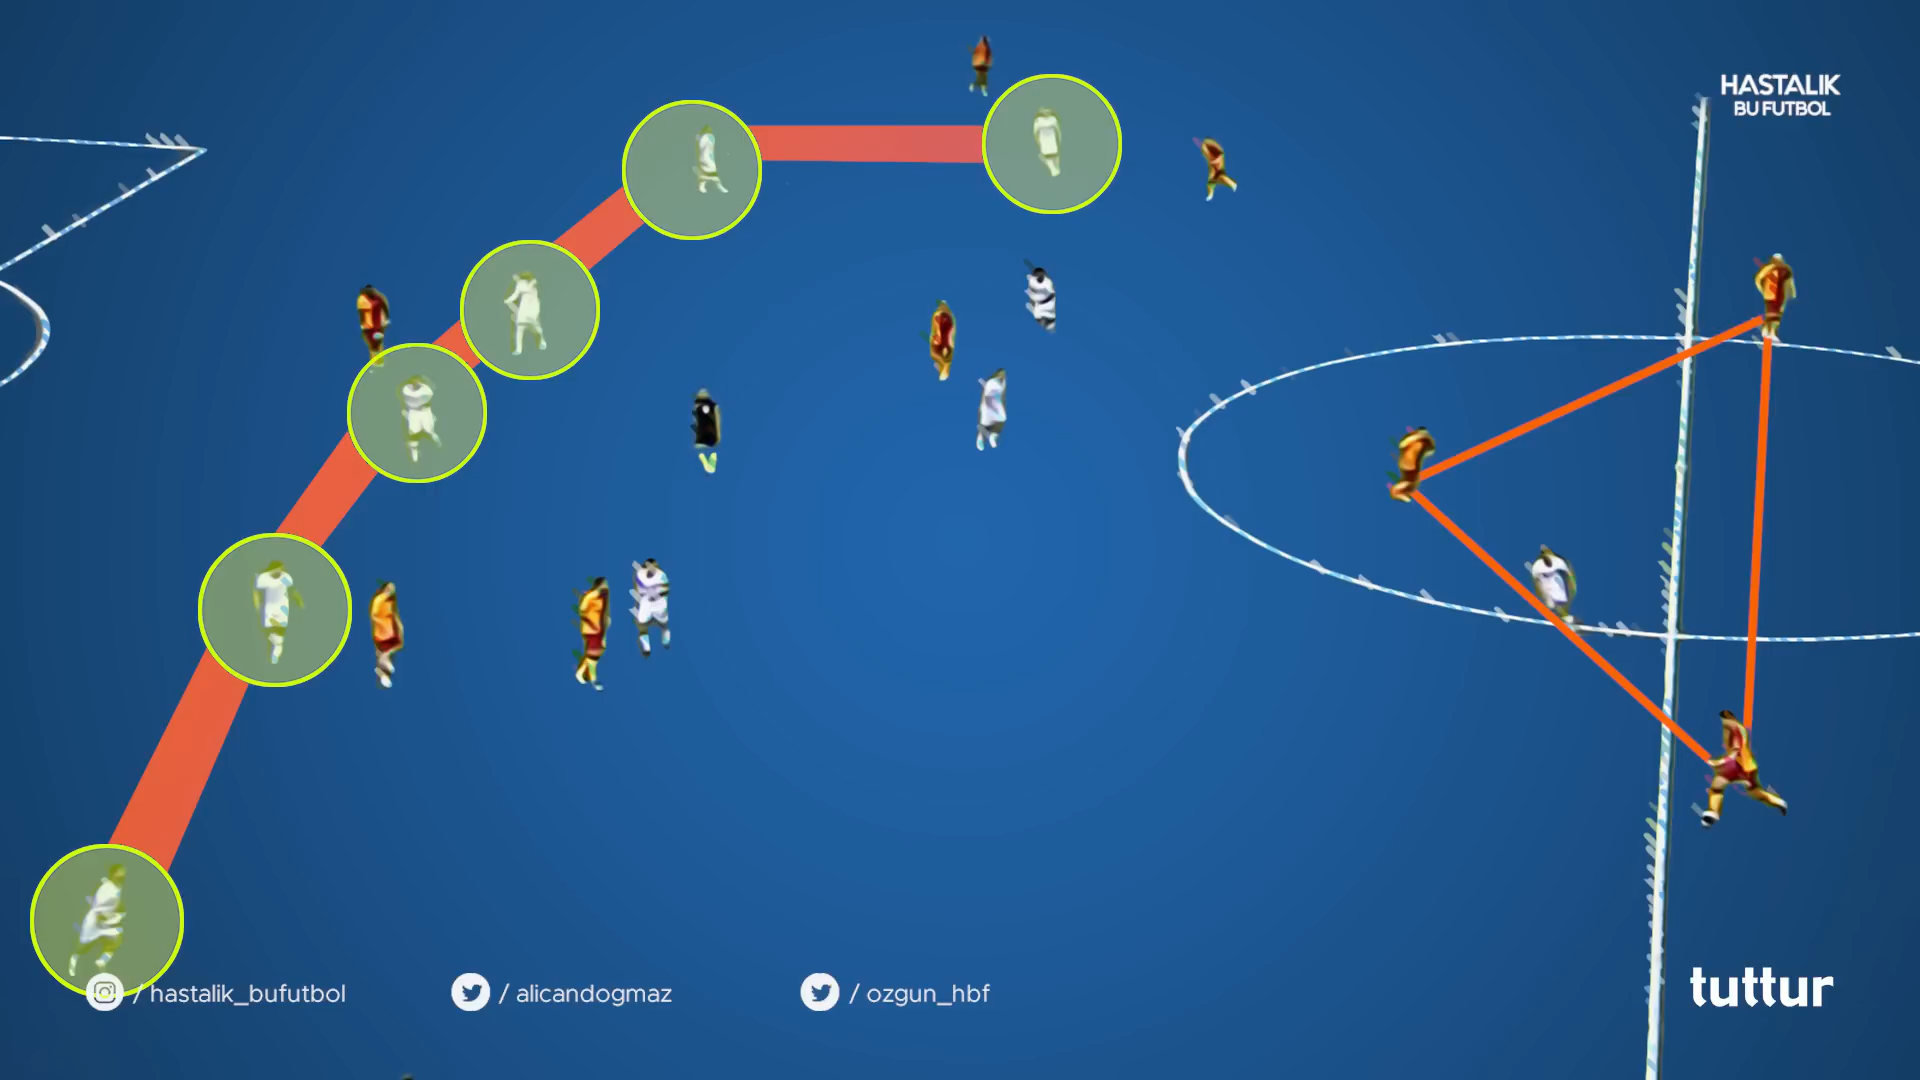 HASTALIK
BU FUTBOL
/ hastalik_bufutbol
/ alicandogmaz
/ ozgun_hbf
tuttur